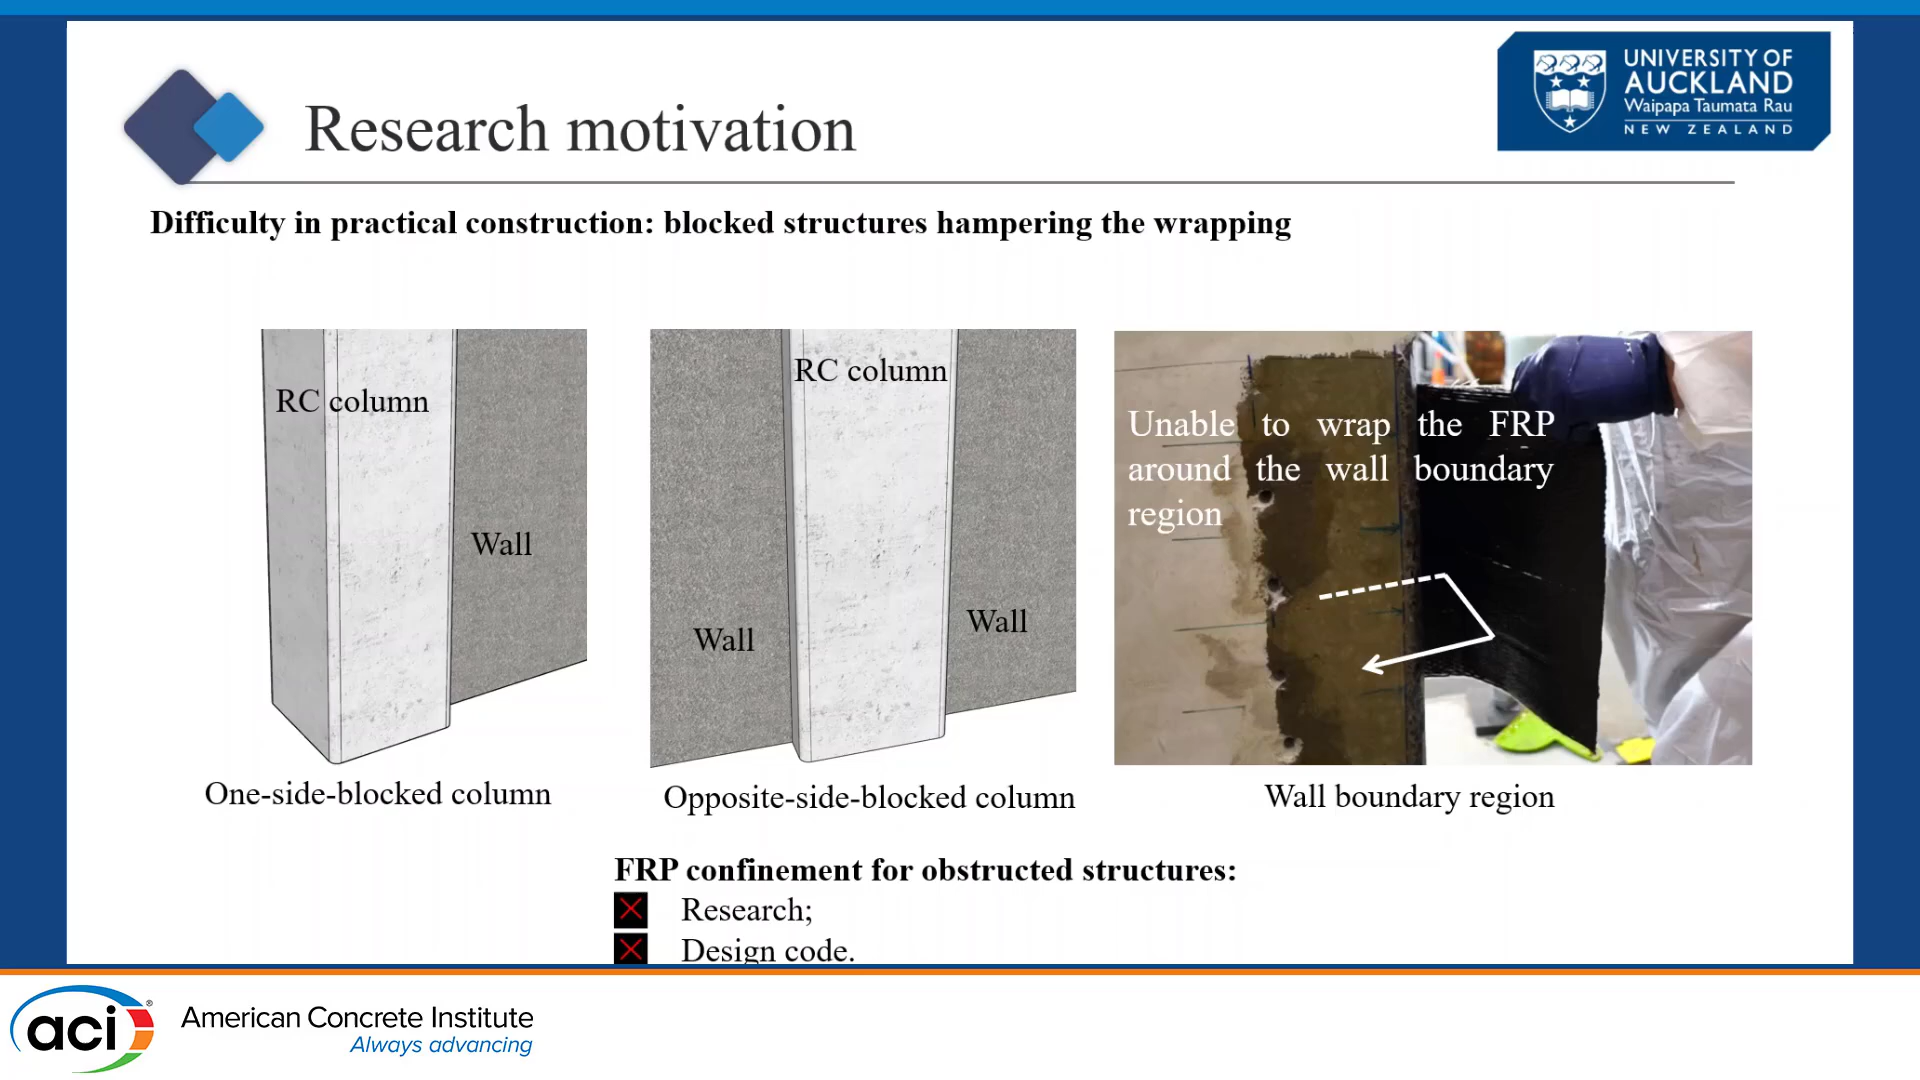 UNIVERSITY OF
AUCKLAND
Waipapa Taumata Rau
NEW ZEALAND
Research motivation
Difficulty in practical construction: blocked structures hampering the wrapping
RC column
Wall
One-side-blocked column
RC column
Wall
Wall
Opposite-side-blocked column
Unable to wrap the FRP
around the wall boundary
region
Wall boundary region
FRP confinement for obstructed structures:
Research;
Design code.
aci®
American Concrete Institute
Always advancing